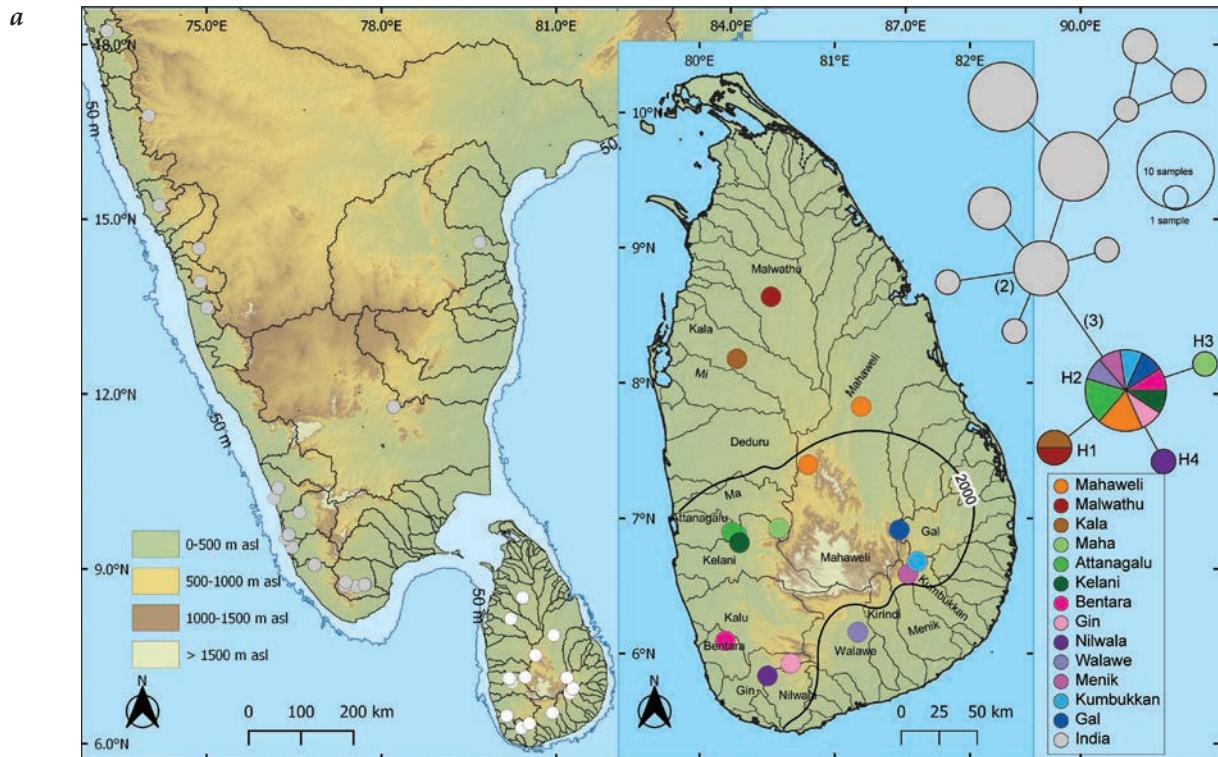 a
75.0°N
78.0°N
81.0°N
87.0°N
90.0°N
18.0°N
15.0°N
12.0°N
9.0°N
6.0°N
50 m
50
50 m
50 m
50 m
0-500 m asl
500-1000 m asl
1000-1500 m asl
> 1500 m asl
N
0 100 200 km
80°E
81°E
82°E
10°N
9°N
8°N
7°N
6°N
Malwathu
Kala
Mi
Mahaweli
Deduru
2000
Ma
Attanagalu
Kelani
Gal
Mahaweli
Kumbukkan
Kalu
Kirindi
Menik
Bentara
Walawe
Gin
Nilwala
N
0 25 50 km
10 samples
1 sample
(2)
(3)
H3
H2
H1
H4
Mahaweli
Malwathu
Kala
Maha
Attanagalu
Kelani
Bentara
Gin
Nilwala
Walawe
Menik
Kumbukkan
Gal
India